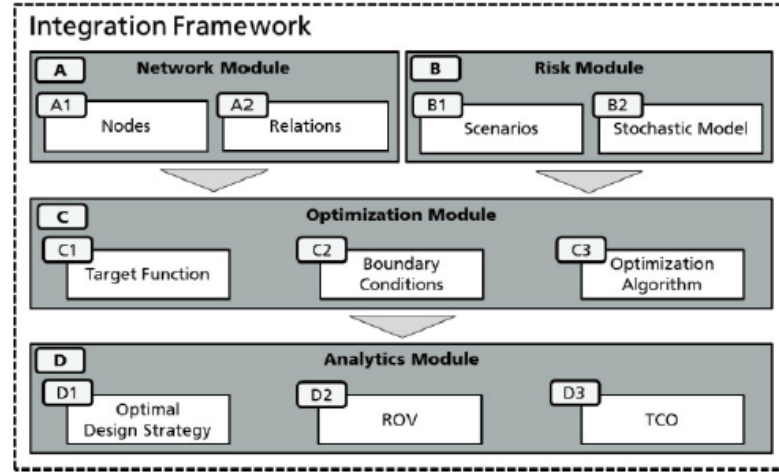 Integration Framework
A
Network Module
A1
Nodes
A2
Relations
B
Risk Module
B1
Scenarios
B2
Stochastic Model
C
Optimization Module
C1
Target Function
C2
Boundary
Conditions
C3
Optimization
Algorithm
D
Analytics Module
D1
Optimal
Design Strategy
D2
ROV
D3
TCO